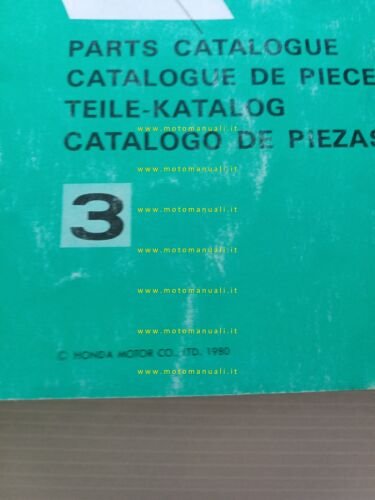 PARTS CATALOGUE
CATALOGUE DE PIECE
TEILE-KATALOG
www.motomanuali.it
CATALOGO DE PIEZAS
www.motomanuali.it
3
www.motomanuali.it
www.motomanuali.it
www.motomanuali.it
www.motomanuali.it
© HONDA MOTOR CO., LTD. 1980
www.motomanuali.it